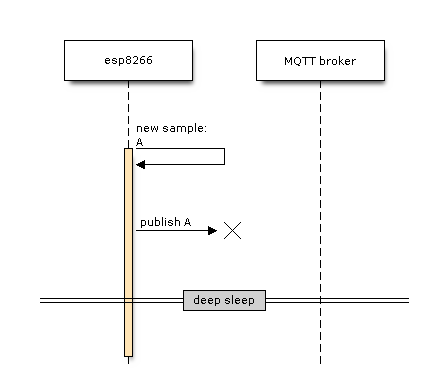 esp8266
MQTT broker
new sample:
A
publish A
deep sleep